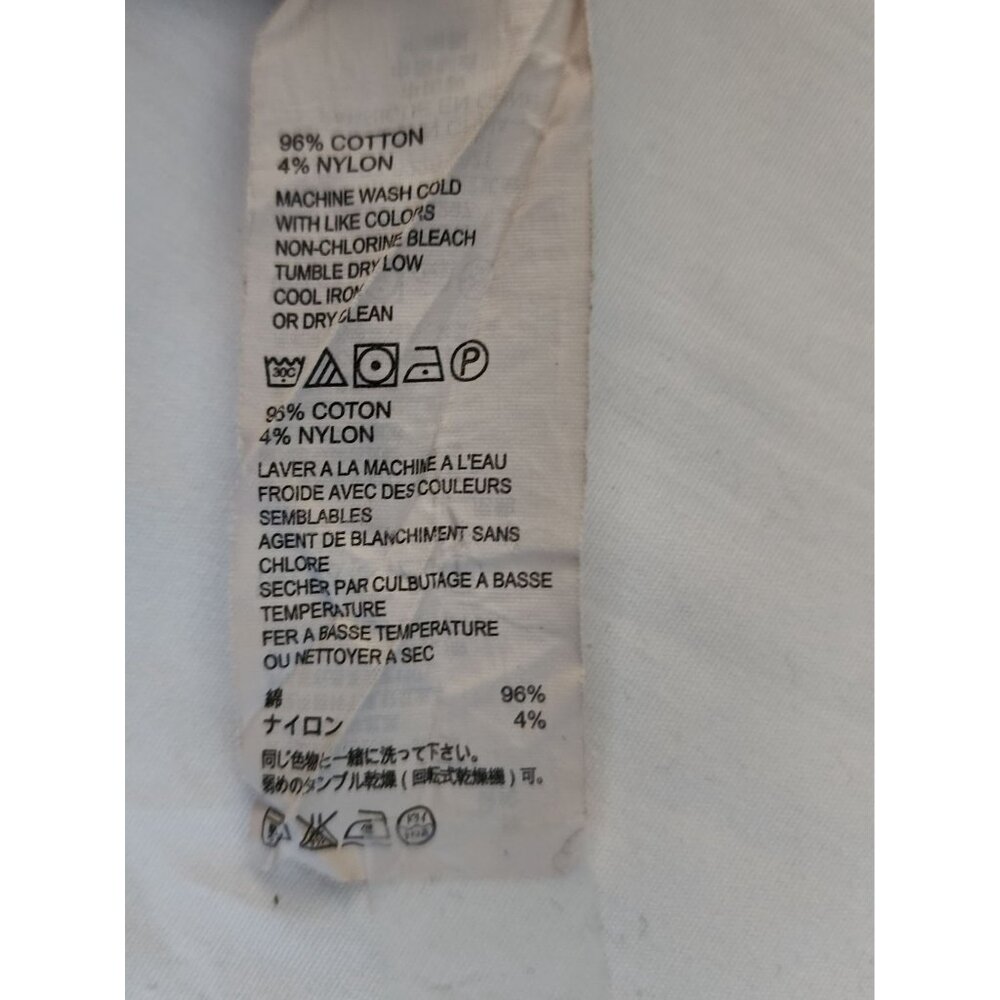 96% COTTON
4% NYLON
MACHINE WASH COLD
WITH LIKE COLORS
NON-CHLORINE BLEACH
TUMBLE DRY LOW
COOL IRON
OR DRY CLEAN
30C P
96% COTON
4% NYLON
LAVER A LA MACHINE A L'EAU
FROIDE AVEC DES COULEURS
SEMBLABLES
AGENT DE BLANCHIMENT SANS
CHLORE
SECHER PAR CULBUTAGE A BASSE
TEMPERATURE
FER A BASSE TEMPERATURE
OU NETTOYER A SEC
綿 96%
ナイロン 4%
同じ色物と一緒に洗って下さい。
弱めのタンブル乾燥（回転式乾燥機）可。